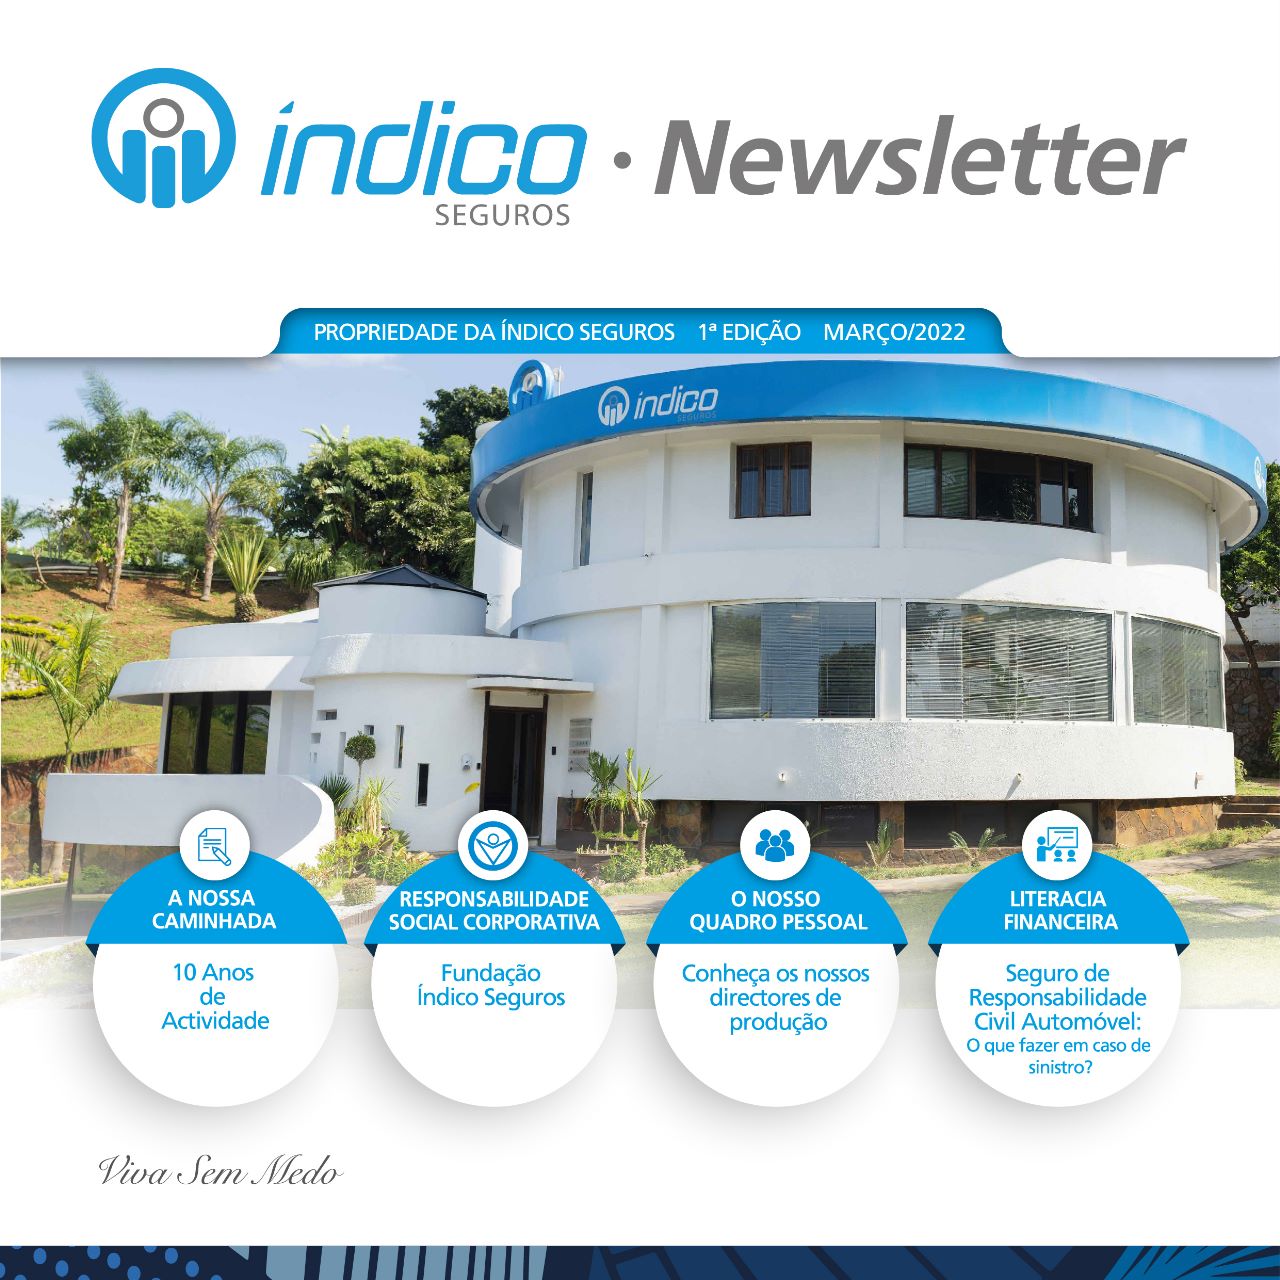 índico • Newsletter
SEGUROS
PROPRIEDADE DA ÍNDICO SEGUROS 1ª EDIÇÃO MARÇO/2022
índico
SEGUROS
A NOSSA
CAMINHADA
10 Anos
de
Actividade
RESPONSABILIDADE
SOCIAL CORPORATIVA
Fundação
Índico Seguros
O NOSSO
QUADRO PESSOAL
Conheça os nossos
directores de
produção
LITERACIA
FINANCEIRA
Seguro de
Responsabilidade
Civil Automóvel:
O que fazer em caso de
sinistro?
Viva Sem Medo